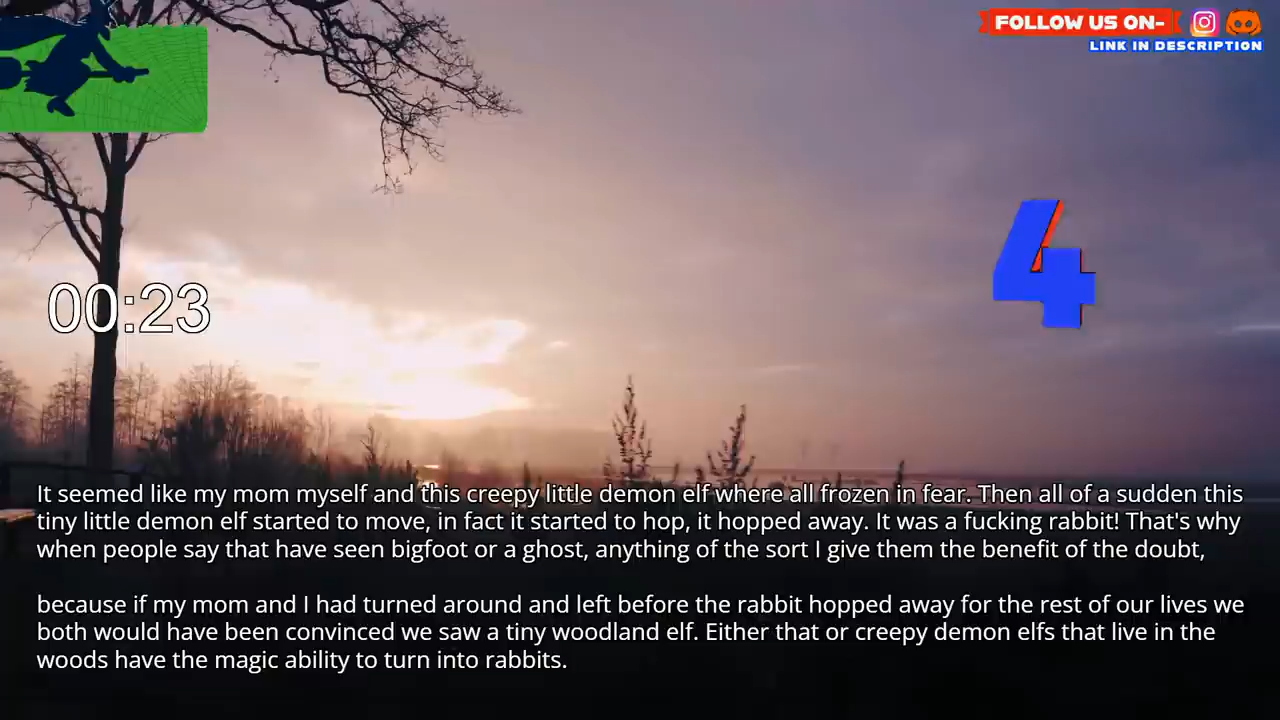 FOLLOW US ON-
LINK IN DESCRIPTION
4
00:23
It seemed like my mom myself and this creepy little demon elf where all frozen in fear. Then all of a sudden this
tiny little demon elf started to move, in fact it started to hop, it hopped away. It was a fucking rabbit! That's why
when people say that have seen bigfoot or a ghost, anything of the sort I give them the benefit of the doubt,
because if my mom and I had turned around and left before the rabbit hopped away for the rest of our lives we
both would have been convinced we saw a tiny woodland elf. Either that or creepy demon elfs that live in the
woods have the magic ability to turn into rabbits.